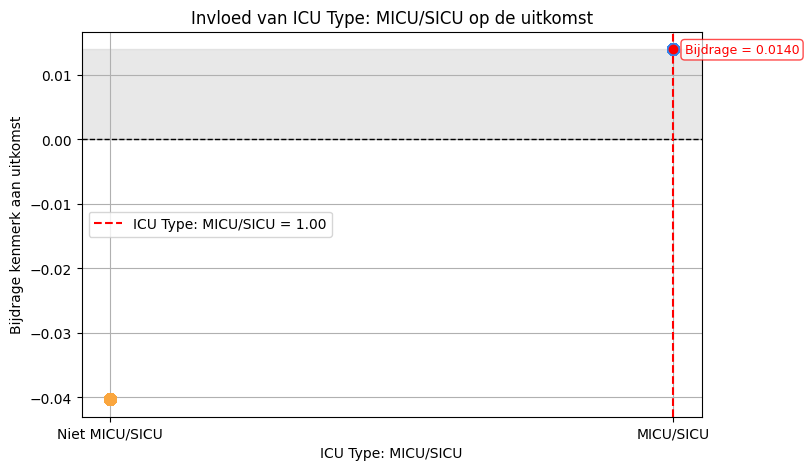 Invloed van ICU Type: MICU/SICU op de uitkomst
Bijdrage = 0.0140
0.01
0.00
−0.01
−0.02
−0.03
−0.04
Bijdrage kenmerk aan uitkomst
ICU Type: MICU/SICU = 1.00
Niet MICU/SICU
MICU/SICU
ICU Type: MICU/SICU